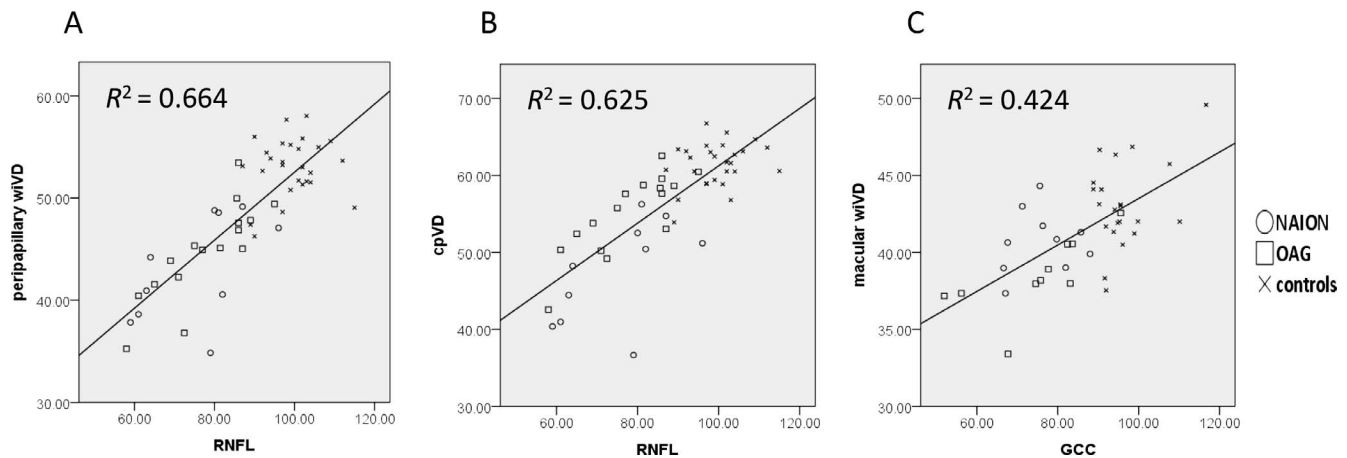 A
R² = 0.664
60.00
50.00
40.00
30.00
60.00
80.00
100.00
120.00
peripapillary wiVD
RNFL
B
R² = 0.625
70.00
60.00
50.00
40.00
30.00
60.00
80.00
100.00
120.00
cpVD
RNFL
C
R² = 0.424
50.00
45.00
40.00
35.00
30.00
60.00
80.00
100.00
120.00
macular wiVD
GCC
NAION
OAG
controls